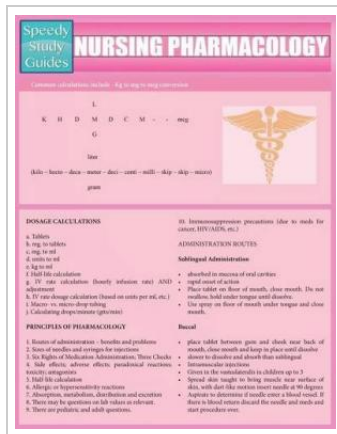 Speedy
Study
Guides
NURSING PHARMACOLOGY
Common calculations include - Kg to mg to mcg conversion
L
K H D M D C M - - mcg
G
liter
(kilo – hecto – deca – meter – deci – centi – milli – skip – skip – micro)
gram
DOSAGE CALCULATIONS
a. Tablets
b. mg. to tablets
c. mg. to ml
d. units to ml
e. kg to ml
f. Half-life calculation
g. IV rate calculation (hourly infusion rate) AND
adjustment
h. IV rate dosage calculation (based on units per ml, etc.)
i. Macro- vs. micro-drop tubing
j. Calculating drops/minute (gtts/min)
PRINCIPLES OF PHARMACOLOGY
1. Routes of administration – benefits and problems
2. Sizes of needles and syringes for injections
3. Six Rights of Medication Administration; Three Checks
4. Side effects; adverse effects; paradoxical reactions;
toxicity; antagonists
5. Half-life calculation
6. Allergic or hypersensitivity reactions
7. Absorption, metabolism, distribution and excretion
8. There may be questions on lab values as relevant.
9. There are pediatric and adult questions.
10. Immunosuppression precautions (due to meds for
cancer, HIV/AIDS, etc.)
ADMINISTRATION ROUTES
Sublingual Administration
• absorbed in mucosa of oral cavities
• rapid onset of action
• Place tablet on floor of mouth, close mouth. Do not
swallow, hold under tongue until dissolve.
• Use spray on floor of mouth under tongue and close
mouth.
Buccal
• place tablet between gum and cheek near back of
mouth, close mouth and keep in place until dissolve
• slower to dissolve and absorb than sublingual
• Intramuscular injections
• Given in the vastuslateralis in children up to 3
• Spread skin taught to bring muscle near surface of
skin, with dart-like motion insert needle at 90 degrees
• Aspirate to determine if needle enter a blood vessel. If
there is blood return discard the needle and meds and
start procedure over.